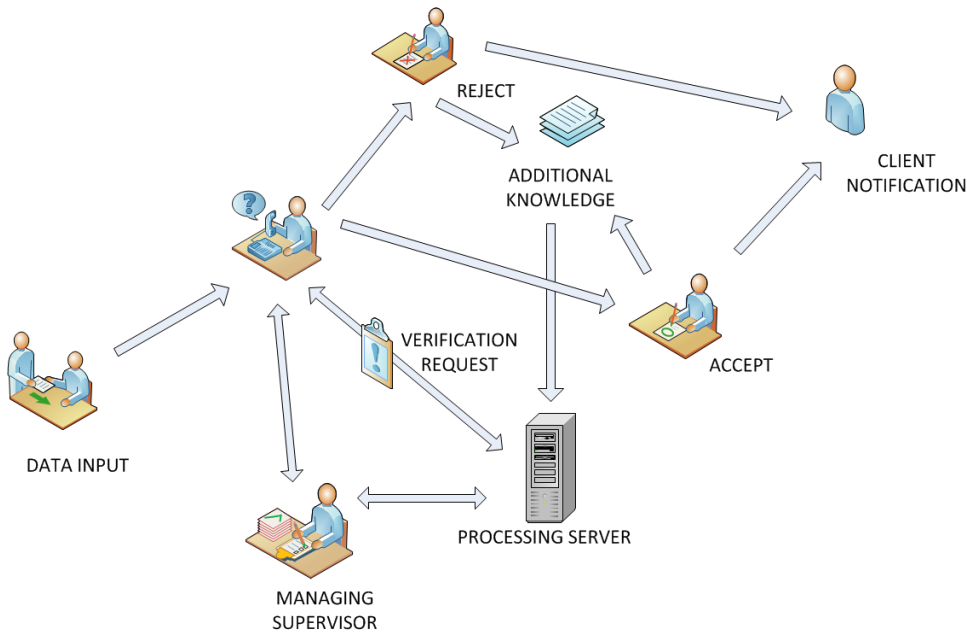 REJECT
ADDITIONAL
KNOWLEDGE
CLIENT
NOTIFICATION
VERIFICATION
REQUEST
ACCEPT
DATA INPUT
PROCESSING SERVER
MANAGING
SUPERVISOR